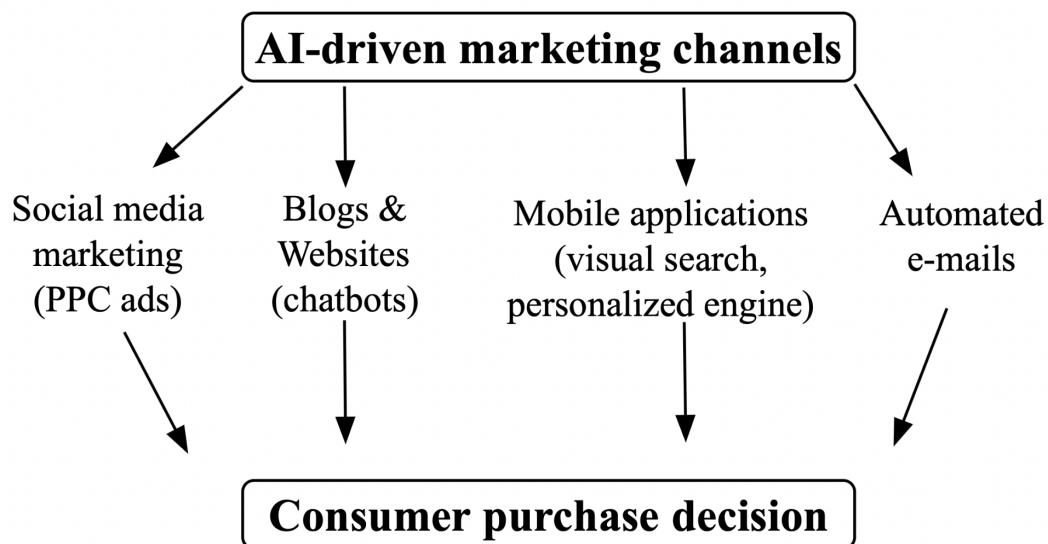 AI-driven marketing channels
Social media
marketing
(PPC ads)
Blogs &
Websites
(chatbots)
Mobile applications
(visual search,
personalized engine)
Automated
e-mails
Consumer purchase decision